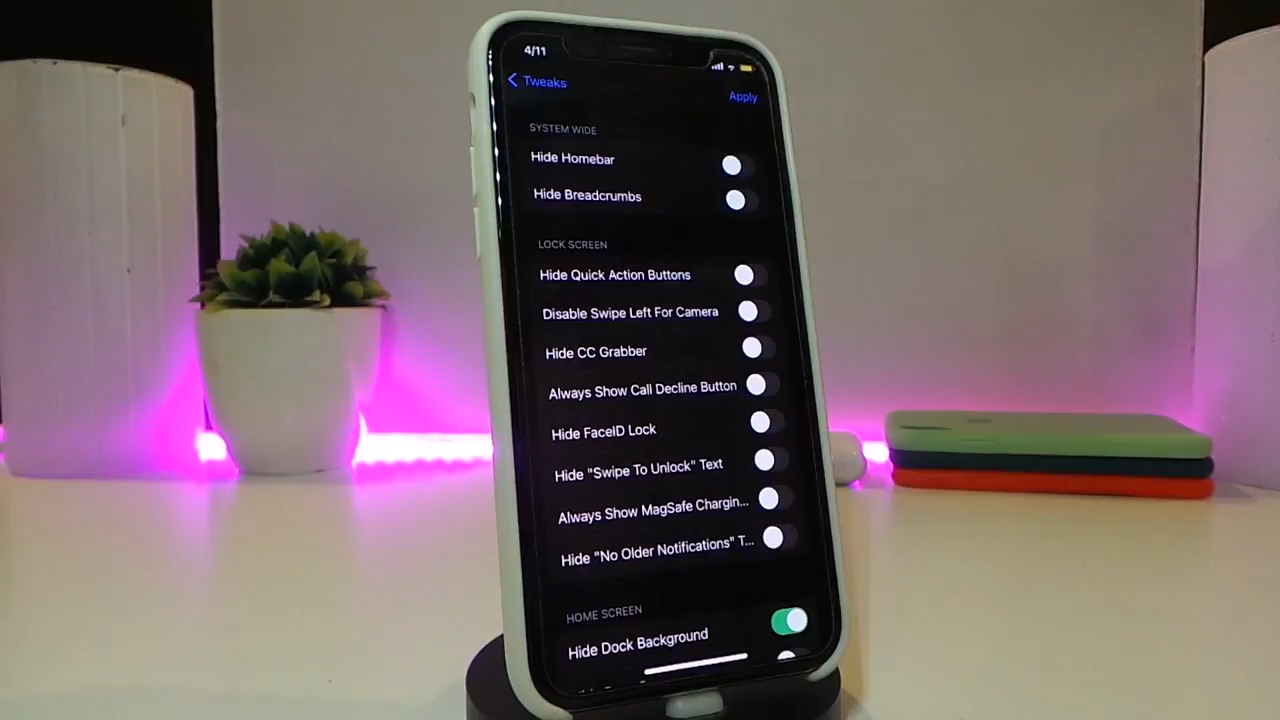 4/11
Tweaks
Apply
SYSTEM WIDE
Hide Homebar
Hide Breadcrumbs
LOCK SCREEN
Hide Quick Action Buttons
Disable Swipe Left For Camera
Hide CC Grabber
Always Show Call Decline Button
Hide FaceID Lock
Hide "Swipe To Unlock" Text
Always Show MagSafe Chargin...
Hide "No Older Notifications" T...
HOME SCREEN
Hide Dock Background